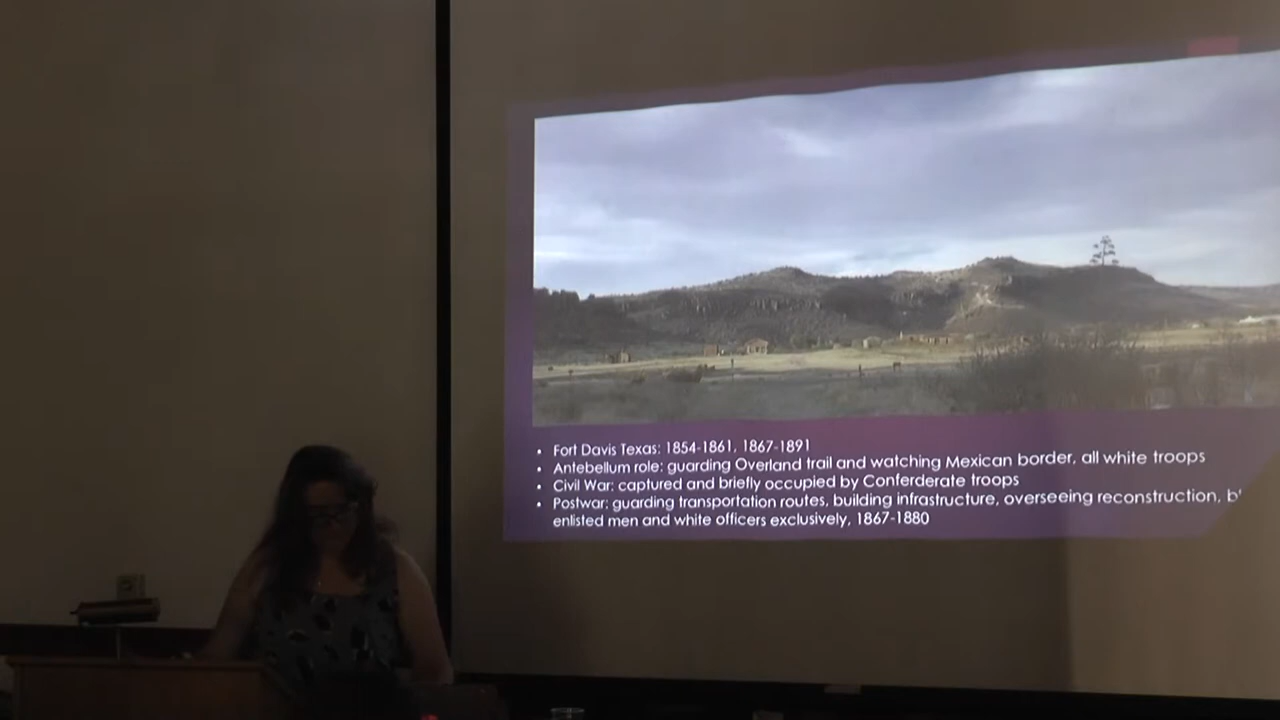 • Fort Davis Texas: 1854-1861, 1867-1891
• Antebellum role: guarding Overland trail and watching Mexican border, all white troops
• Civil War: captured and briefly occupied by Conferderate troops
• Postwar: guarding transportation routes, building infrastructure, overseeing reconstruction,
enlisted men and white officers exclusively, 1867-1880